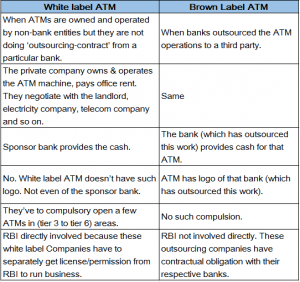 White label ATM
Brown Label ATM
When ATMs are owned and operated
by non-bank entities but they are not
doing ‘outsourcing-contract’ from a
particular bank.
When banks outsourced the ATM
operations to a third party.
The private company owns & operates
the ATM machine, pays office rent.
They negotiate with the landlord,
electricity company, telecom company
and so on.
Same
Sponsor bank provides the cash.
The bank (which has outsourced
this work) provides cash for that
ATM.
No. White label ATM doesn’t have such
logo. Not even of the sponsor bank.
ATM has logo of that bank (which
has outsourced this work).
They’ve to compulsory open a few
ATMs in (tier 3 to tier 6) areas.
No such compulsion.
RBI directly involved because these
white label Companies have to
separately get license/permission from
RBI to run business.
RBI not involved directly. These
outsourcing companies have
contractual obligation with their
respective banks.